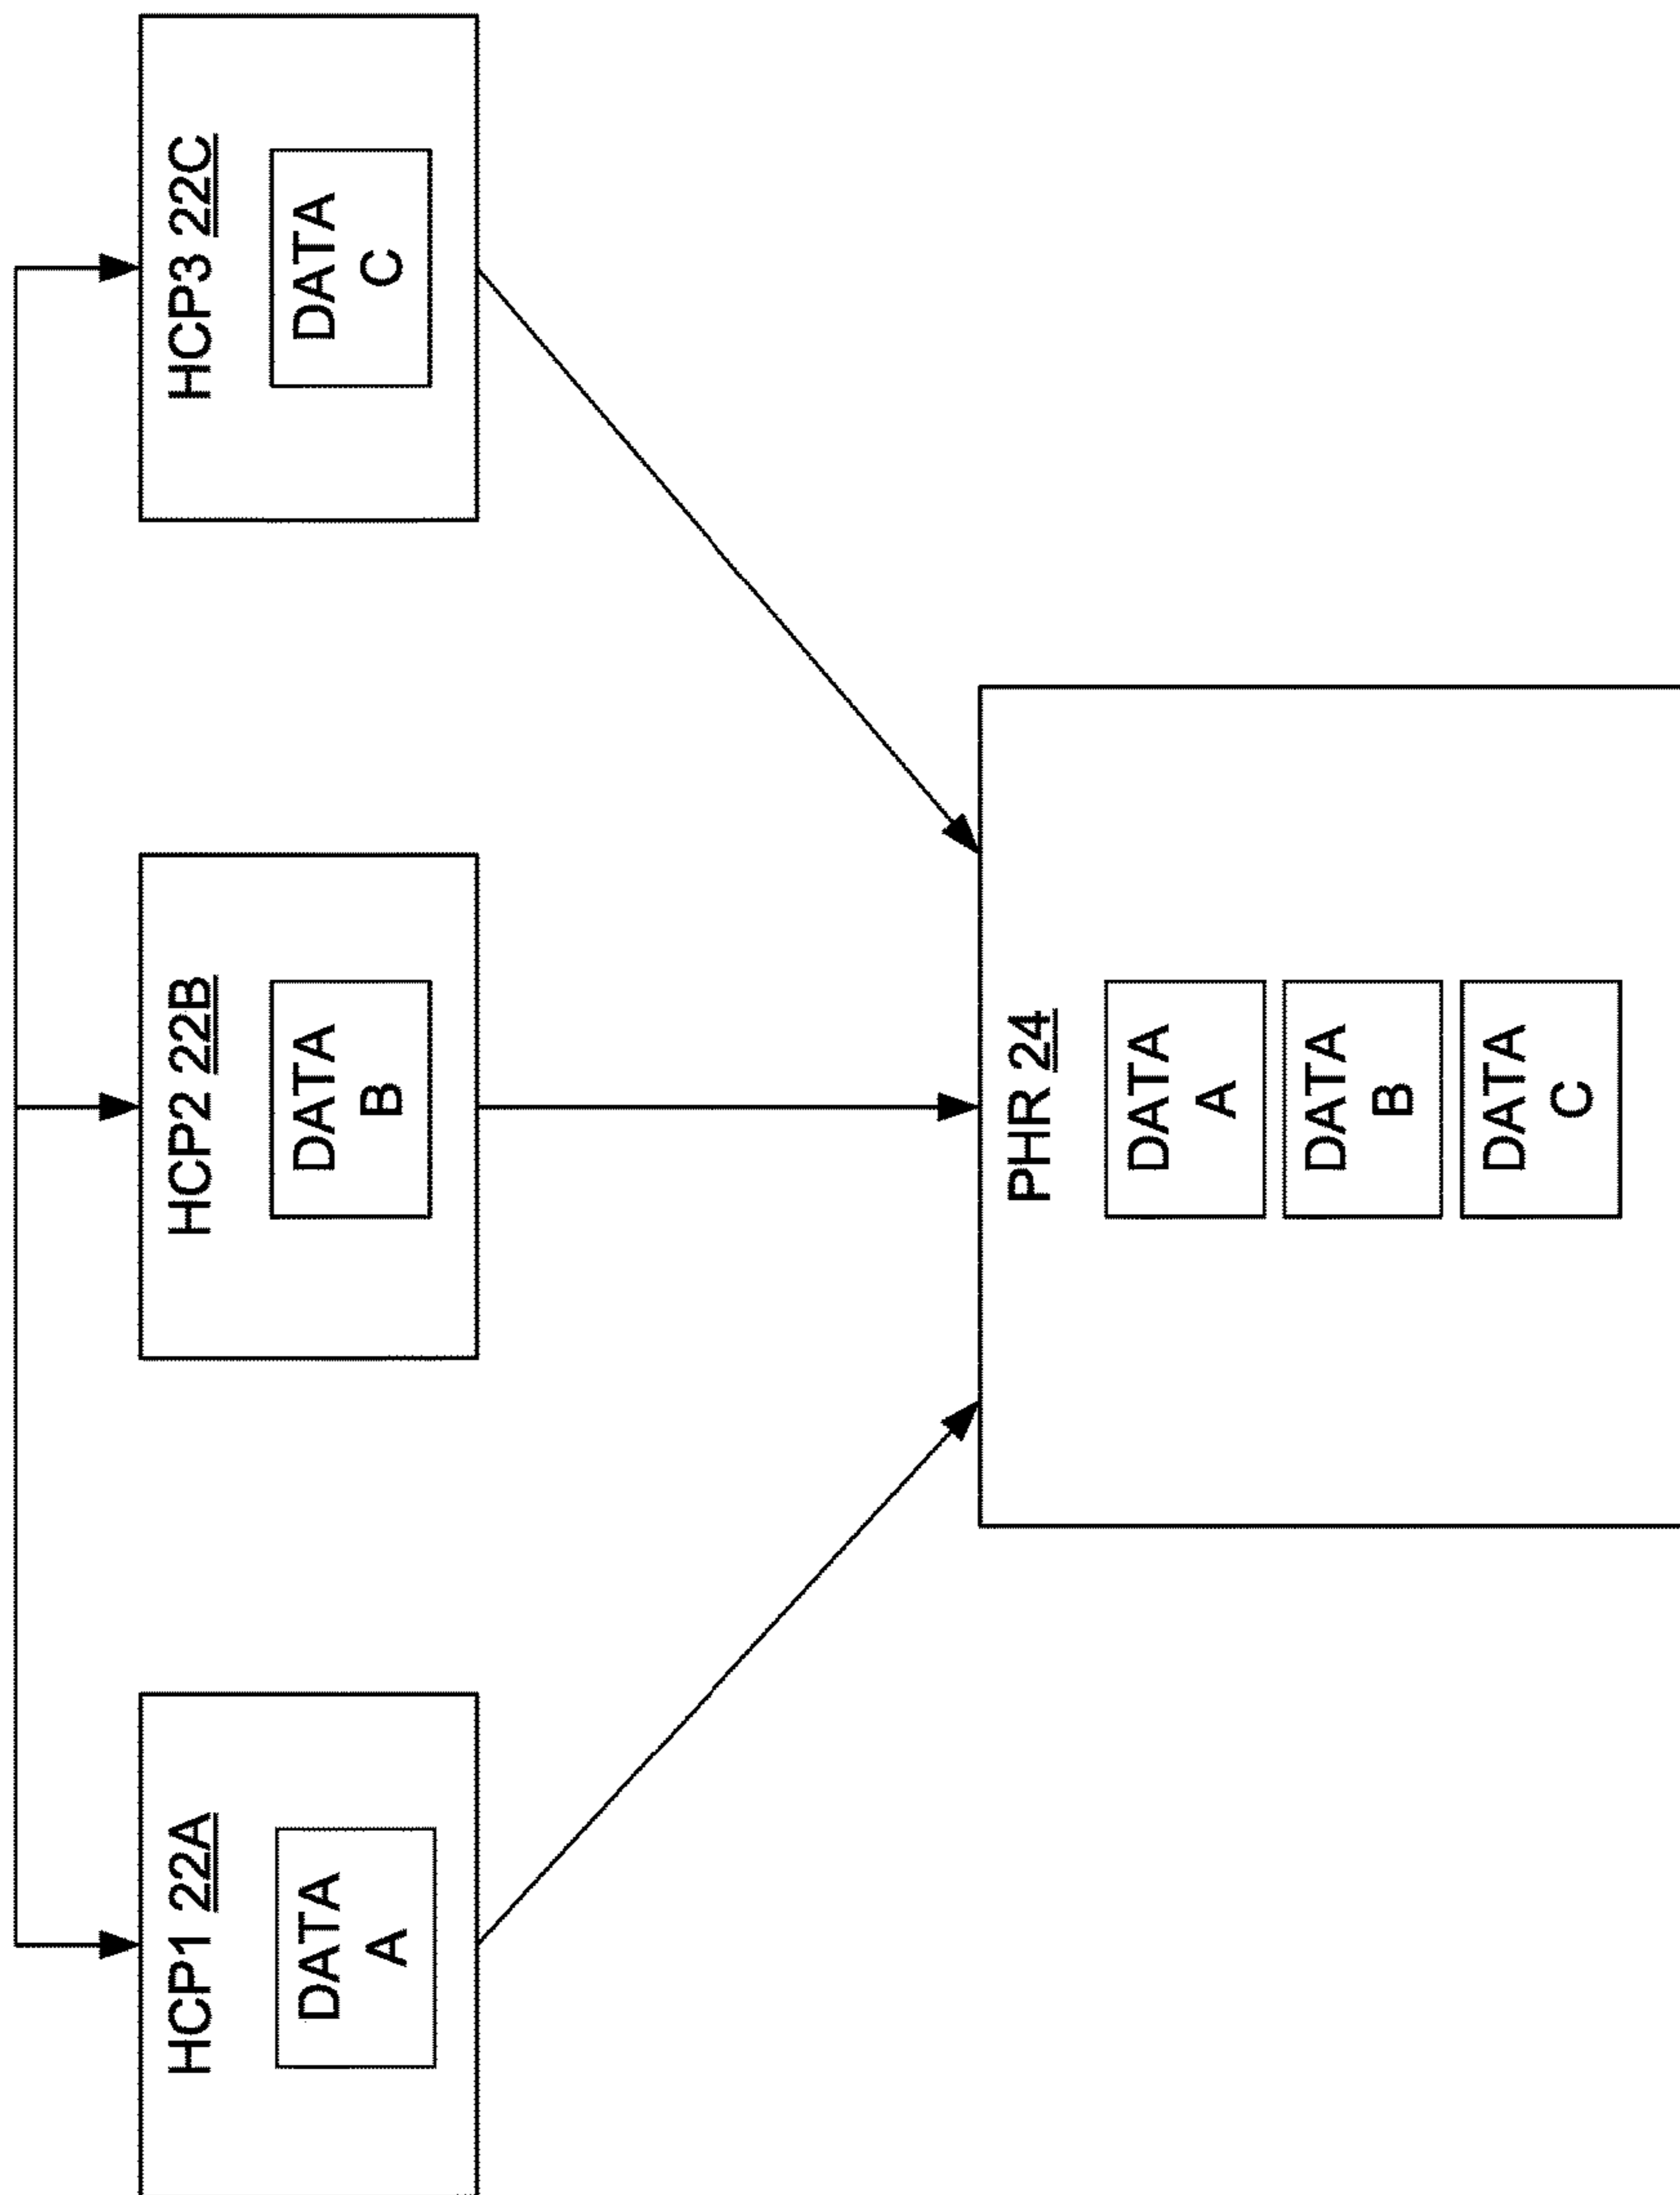 HCP1 22A
DATA
A
HCP2 22B
DATA
B
HCP3 22C
DATA
C
PHR 24
DATA
A
DATA
B
DATA
C